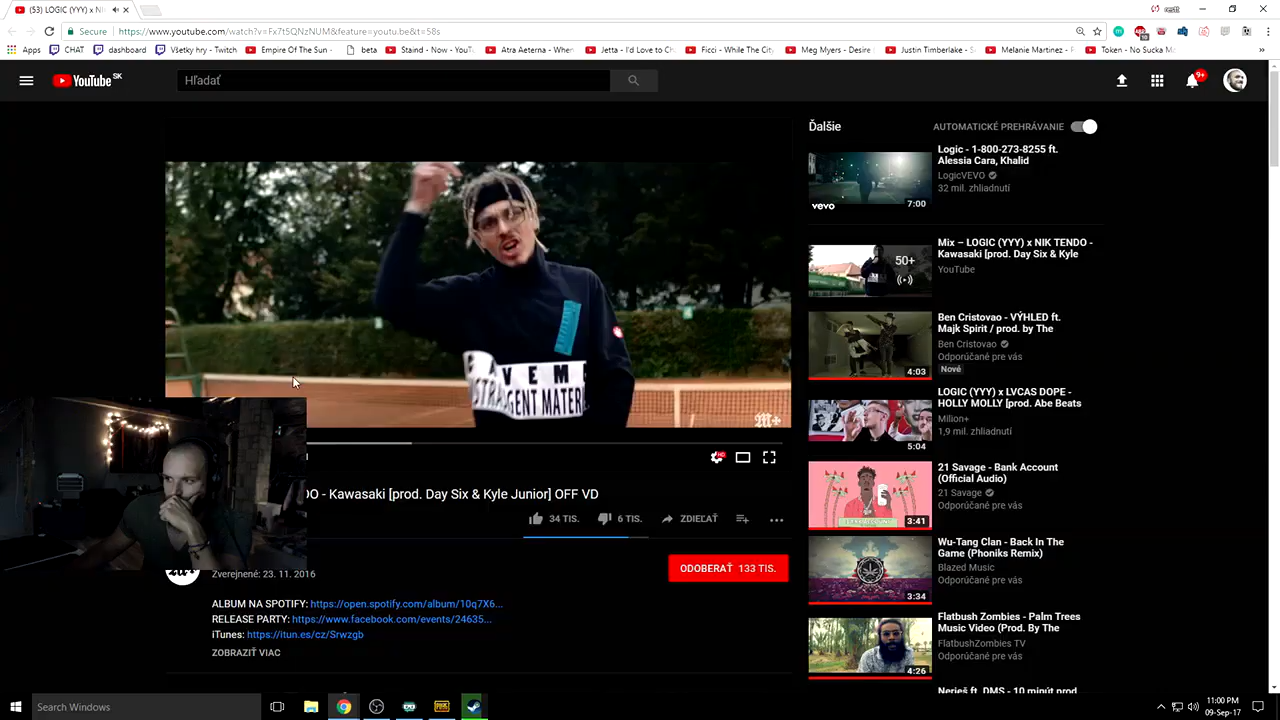 (53) LOGIC (YYY) x NI
Secure
https://www.youtube.com/watch?v=Fx7t5QNzNUM&feature=youtu.be&t=58s
Apps
CHAT
dashboard
Všetky hry - Twitch
Empire Of The Sun -
beta
Staind - No - YouT
Atra Aeterna - When
Jetta - I'd Love to Ch
Ficci - While The City
Meg Myers - Desire
Justin Timberlake -
Melanie Martinez -
Token - No Sucka M
YouTube SK
Hľadať
9+
Ďalšie
AUTOMATICKÉ PREHRÁVANIE
Logic - 1-800-273-8255 ft.
Alessia Cara, Khalid
LogicVEVO
32 mil. zhliadnutí
vevo
7:00
Mix – LOGIC (YYY) x NIK TENDO -
Kawasaki [prod. Day Six & Kyle
YouTube
50+
Ben Cristovao - VÝHLED ft.
Majk Spirit / prod. by The
Ben Cristovao
Odporúčané pre vás
Nové
4:03
LOGIC (YYY) x LVCAS DOPE -
HOLLY MOLLY [prod. Abe Beats
Milion+
1,9 mil. zhliadnutí
5:04
21 Savage - Bank Account
(Official Audio)
21 Savage
Odporúčané pre vás
3:41
Wu-Tang Clan - Back In The
Game (Phoniks Remix)
Blazed Music
Odporúčané pre vás
3:34
Flatbush Zombies - Palm Trees
Music Video (Prod. By The
FlatbushZombies TV
Odporúčané pre vás
4:26
Nerieš ft. DMS - 10 minút prod
M+
HD
DO - Kawasaki [prod. Day Six & Kyle Junior] OFF VD
34 TIS.
6 TIS.
ZDIEĽAŤ
ODOBERAŤ 133 TIS.
Zverejnené: 23. 11. 2016
ALBUM NA SPOTIFY: https://open.spotify.com/album/10q7X6...
RELEASE PARTY: https://www.facebook.com/events/24635...
iTunes: https://itun.es/cz/Srwzgb
ZOBRAZIŤ VIAC
Search Windows
11:00 PM
09-Sep-17